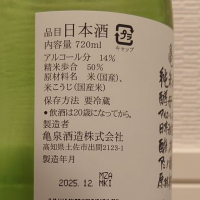 品目 日本酒
内容量 720ml
プラ
キャップ
アルコール分 14%
精米歩合 50%
原材料名 米(国産)、
米こうじ(国産米)
保存方法 要冷蔵
●飲酒は20歳になってから。
製造者
亀泉酒造株式会社
高知県土佐市出間2123-1
製造年月
2025.12 MZA
MKI